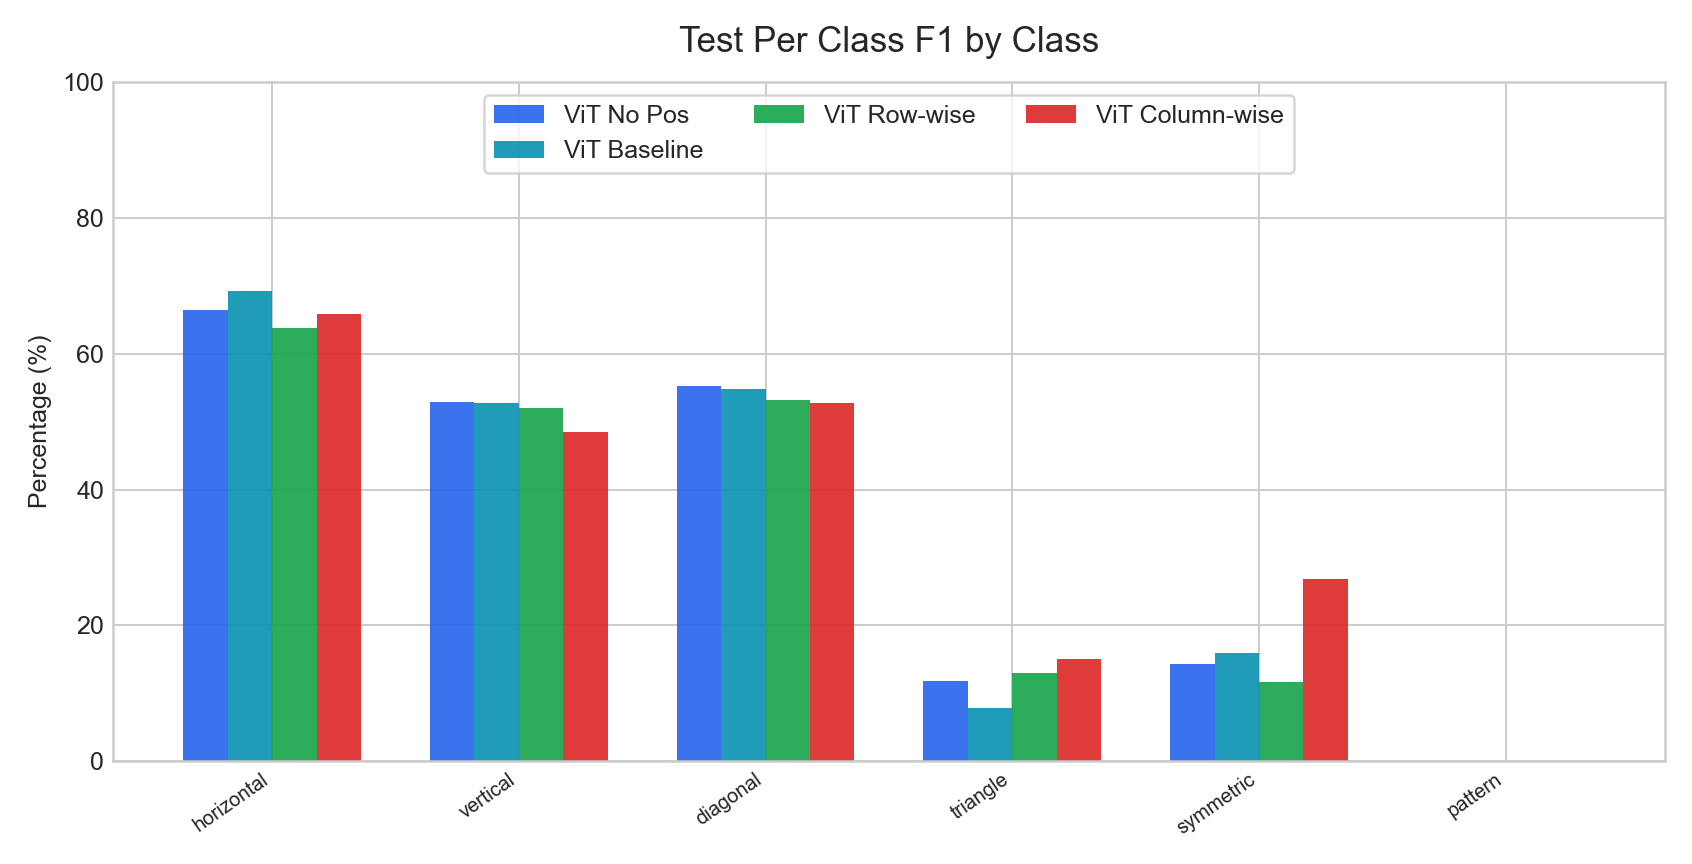 Test Per Class F1 by Class
100
80
60
40
20
0
Percentage (%)
ViT No Pos
ViT Baseline
ViT Row-wise
ViT Column-wise
horizontal
vertical
diagonal
triangle
symmetric
pattern